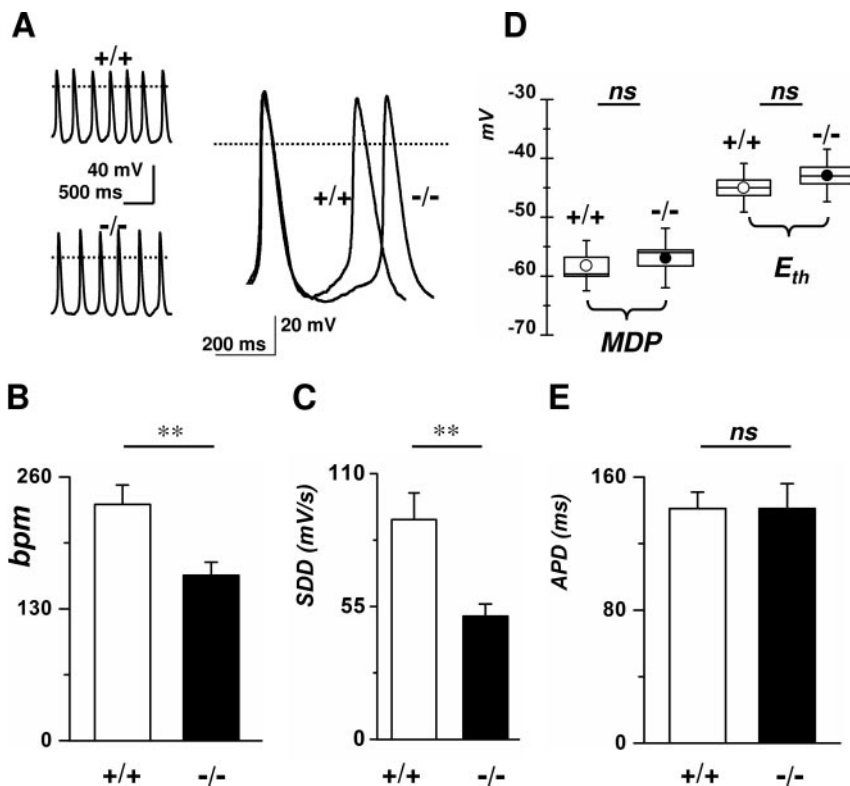 A
+/+
40 mV
500 ms
-/-
+/+
-/-
20 mV
200 ms
D
mV
-30
-40
-50
-60
-70
ns
ns
+/+
-/-
+/+
-/-
MDP
Eth
B
**
bpm
260
130
0
+/+
-/-
C
**
SDD (mV/s)
110
55
0
+/+
-/-
E
ns
APD (ms)
160
80
0
+/+
-/-